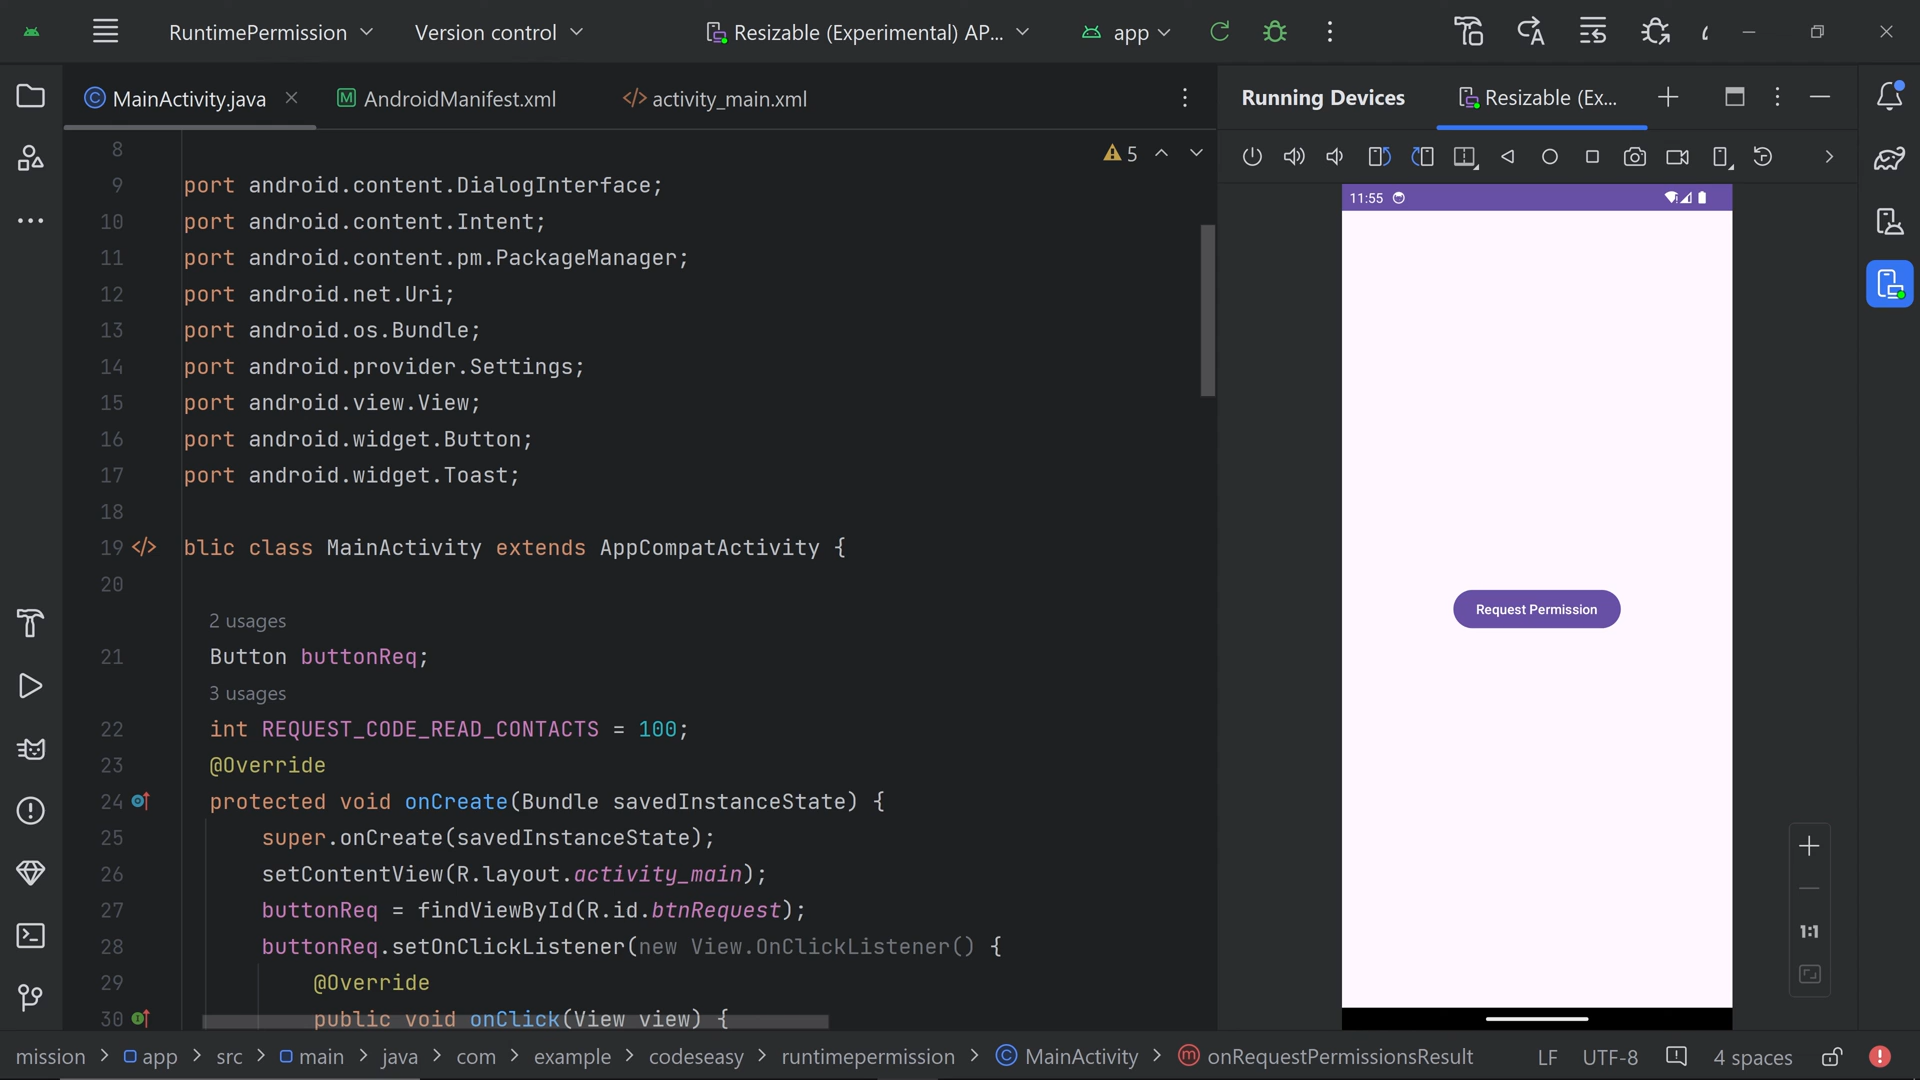 RuntimePermission
Version control
Resizable (Experimental) AP...
app
MainActivity.java
AndroidManifest.xml
</> activity_main.xml
Running Devices
Resizable (Ex...
5
8
9 port android.content.DialogInterface;
10 port android.content.Intent;
11 port android.content.pm.PackageManager;
12 port android.net.Uri;
13 port android.os.Bundle;
14 port android.provider.Settings;
15 port android.view.View;
16 port android.widget.Button;
17 port android.widget.Toast;
18
19 </> blic class MainActivity extends AppCompatActivity {
20
2 usages
21 Button buttonReq;
3 usages
22 int REQUEST_CODE_READ_CONTACTS = 100;
23 @Override
24 protected void onCreate(Bundle savedInstanceState) {
25 super.onCreate(savedInstanceState);
26 setContentView(R.layout.activity_main);
27 buttonReq = findViewById(R.id.btnRequest);
28 buttonReq.setOnClickListener(new View.OnClickListener() {
29 @Override
30 public void onClick(View view) {
11:55
Request Permission
1:1
mission > app > src > main > java > com > example > codeseasy > runtimepermission > MainActivity > onRequestPermissionsResult
LF UTF-8 4 spaces